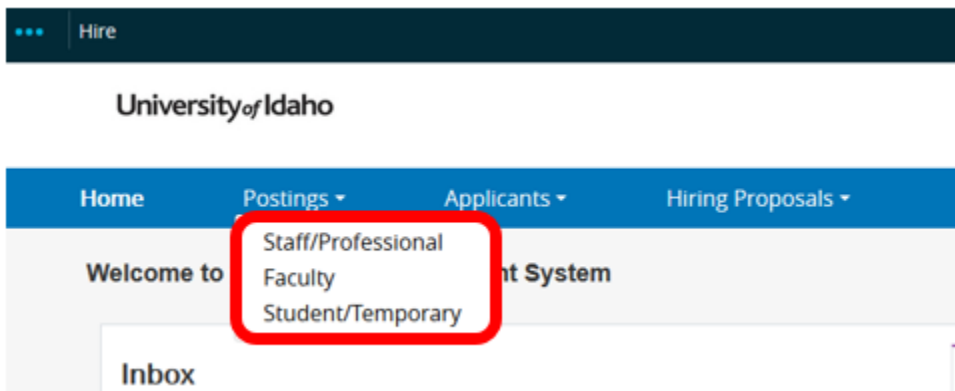 ••• Hire
University of Idaho
Home Postings Applicants Hiring Proposals
Staff/Professional
Welcome to nt System
Faculty
Student/Temporary
Inbox